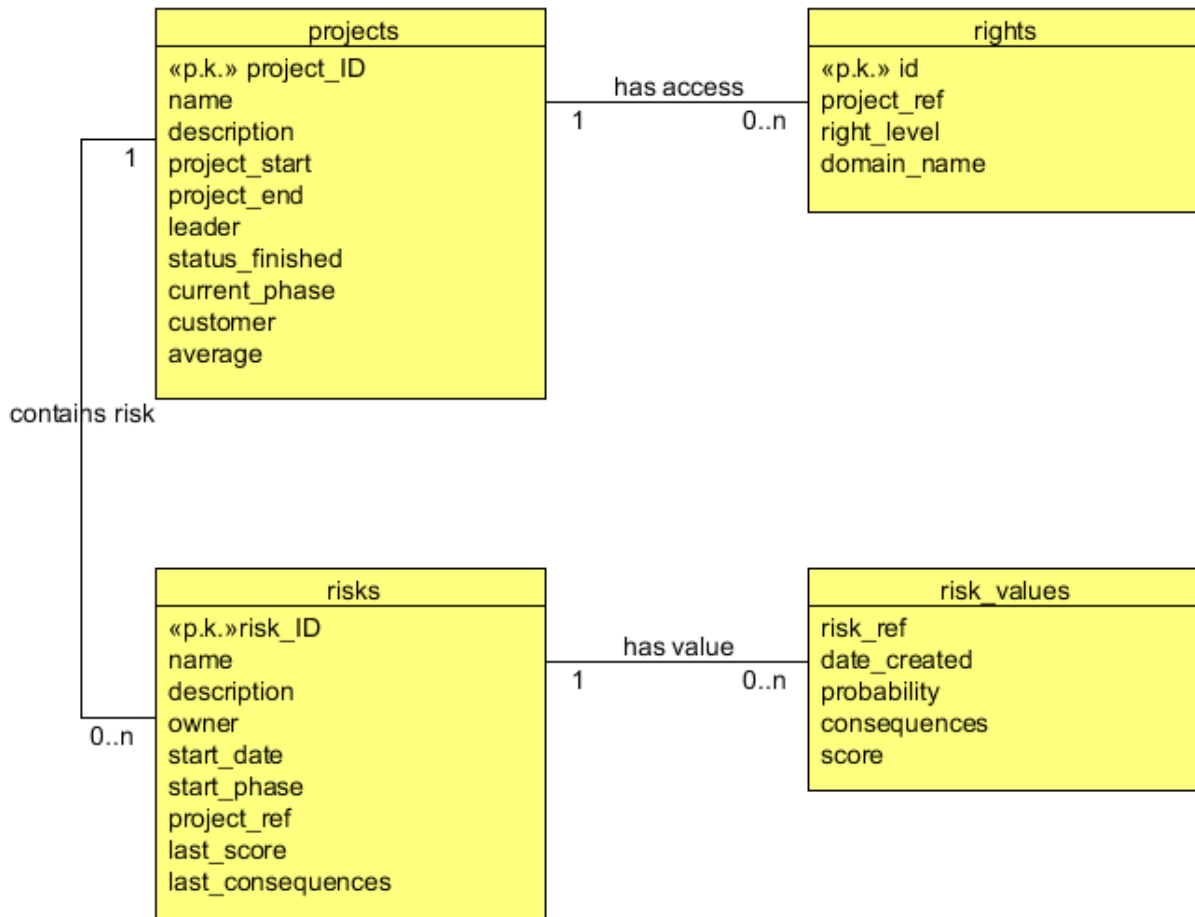 projects
«p.k.» project_ID
name
description
project_start
project_end
leader
status_finished
current_phase
customer
average
has access
1
0..n
rights
«p.k.» id
project_ref
right_level
domain_name
1
contains risk
0..n
risks
«p.k.»risk_ID
name
description
owner
start_date
start_phase
project_ref
last_score
last_consequences
has value
1
0..n
risk_values
risk_ref
date_created
probability
consequences
score